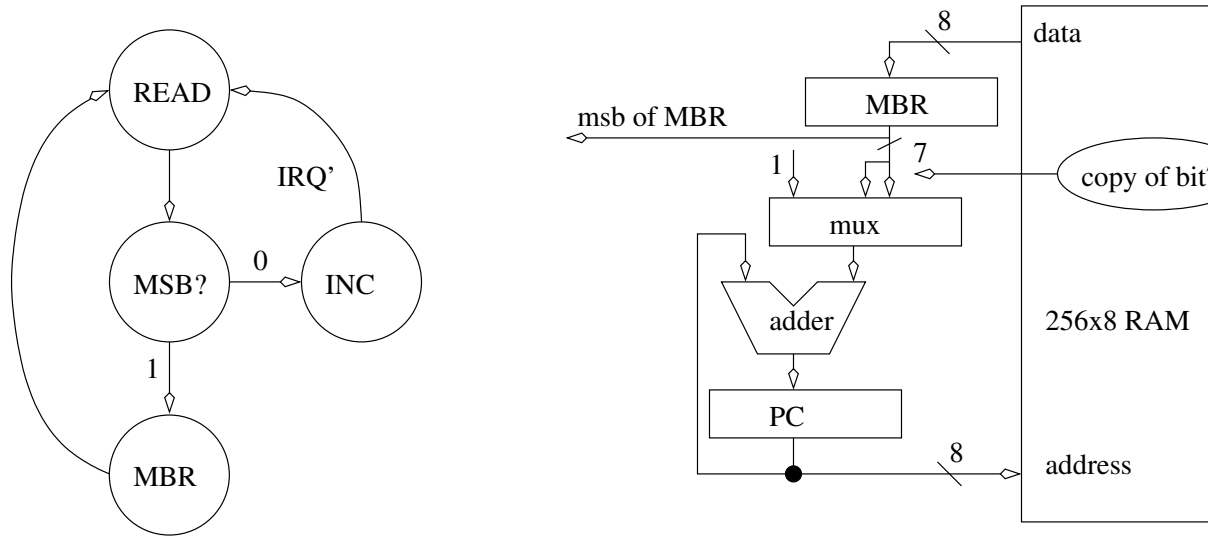 READ
IRQ'
MSB?
0
INC
1
MBR
8
data
MBR
msb of MBR
7
1
copy of bit?
mux
adder
256x8 RAM
PC
8
address